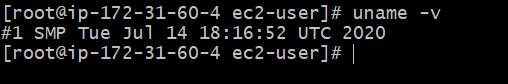 [root@ip-172-31-60-4 ec2-user]# uname -v
#1 SMP Tue Jul 14 18:16:52 UTC 2020
[root@ip-172-31-60-4 ec2-user]#